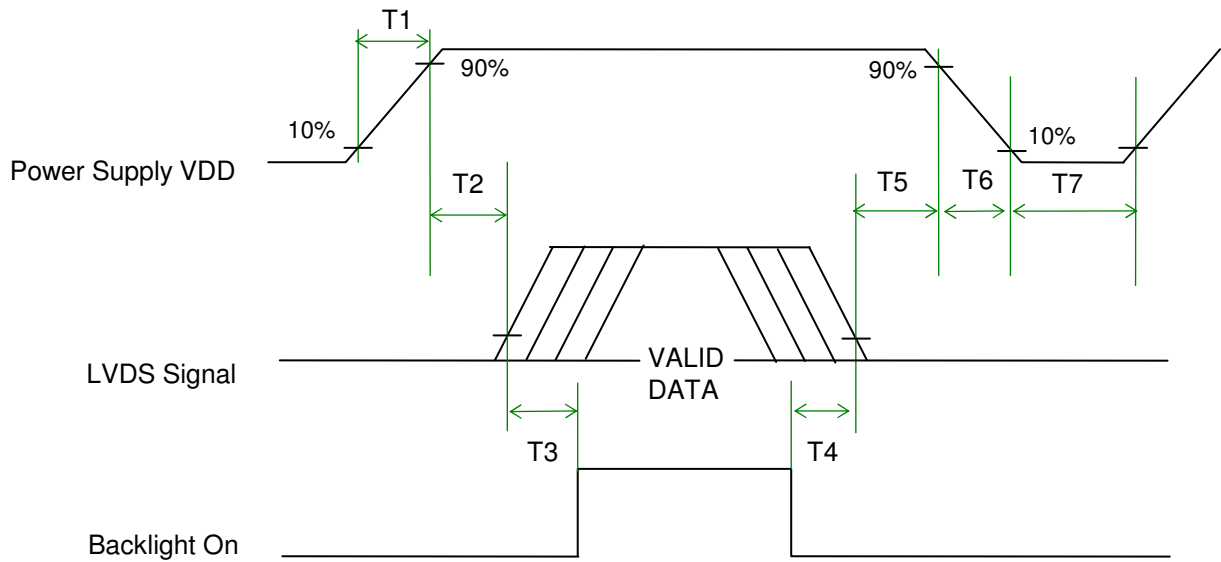 T1
90%
90%
10%
10%
Power Supply VDD
T2
T5
T6
T7
LVDS Signal
VALID
DATA
T3
T4
Backlight On